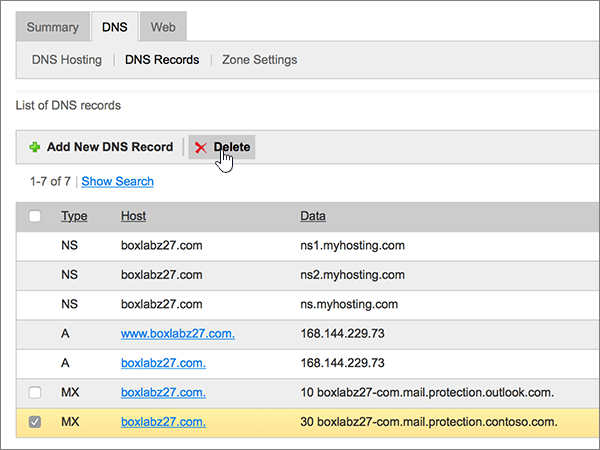 Summary DNS Web
DNS Hosting | DNS Records | Zone Settings
List of DNS records
Add New DNS Record | Delete
1-7 of 7 | Show Search
Type Host Data
NS boxlabz27.com ns1.myhosting.com
NS boxlabz27.com ns2.myhosting.com
NS boxlabz27.com ns.myhosting.com
A www.boxlabz27.com. 168.144.229.73
A boxlabz27.com. 168.144.229.73
MX boxlabz27.com. 10 boxlabz27-com.mail.protection.outlook.com.
MX boxlabz27.com. 30 boxlabz27-com.mail.protection.contoso.com.